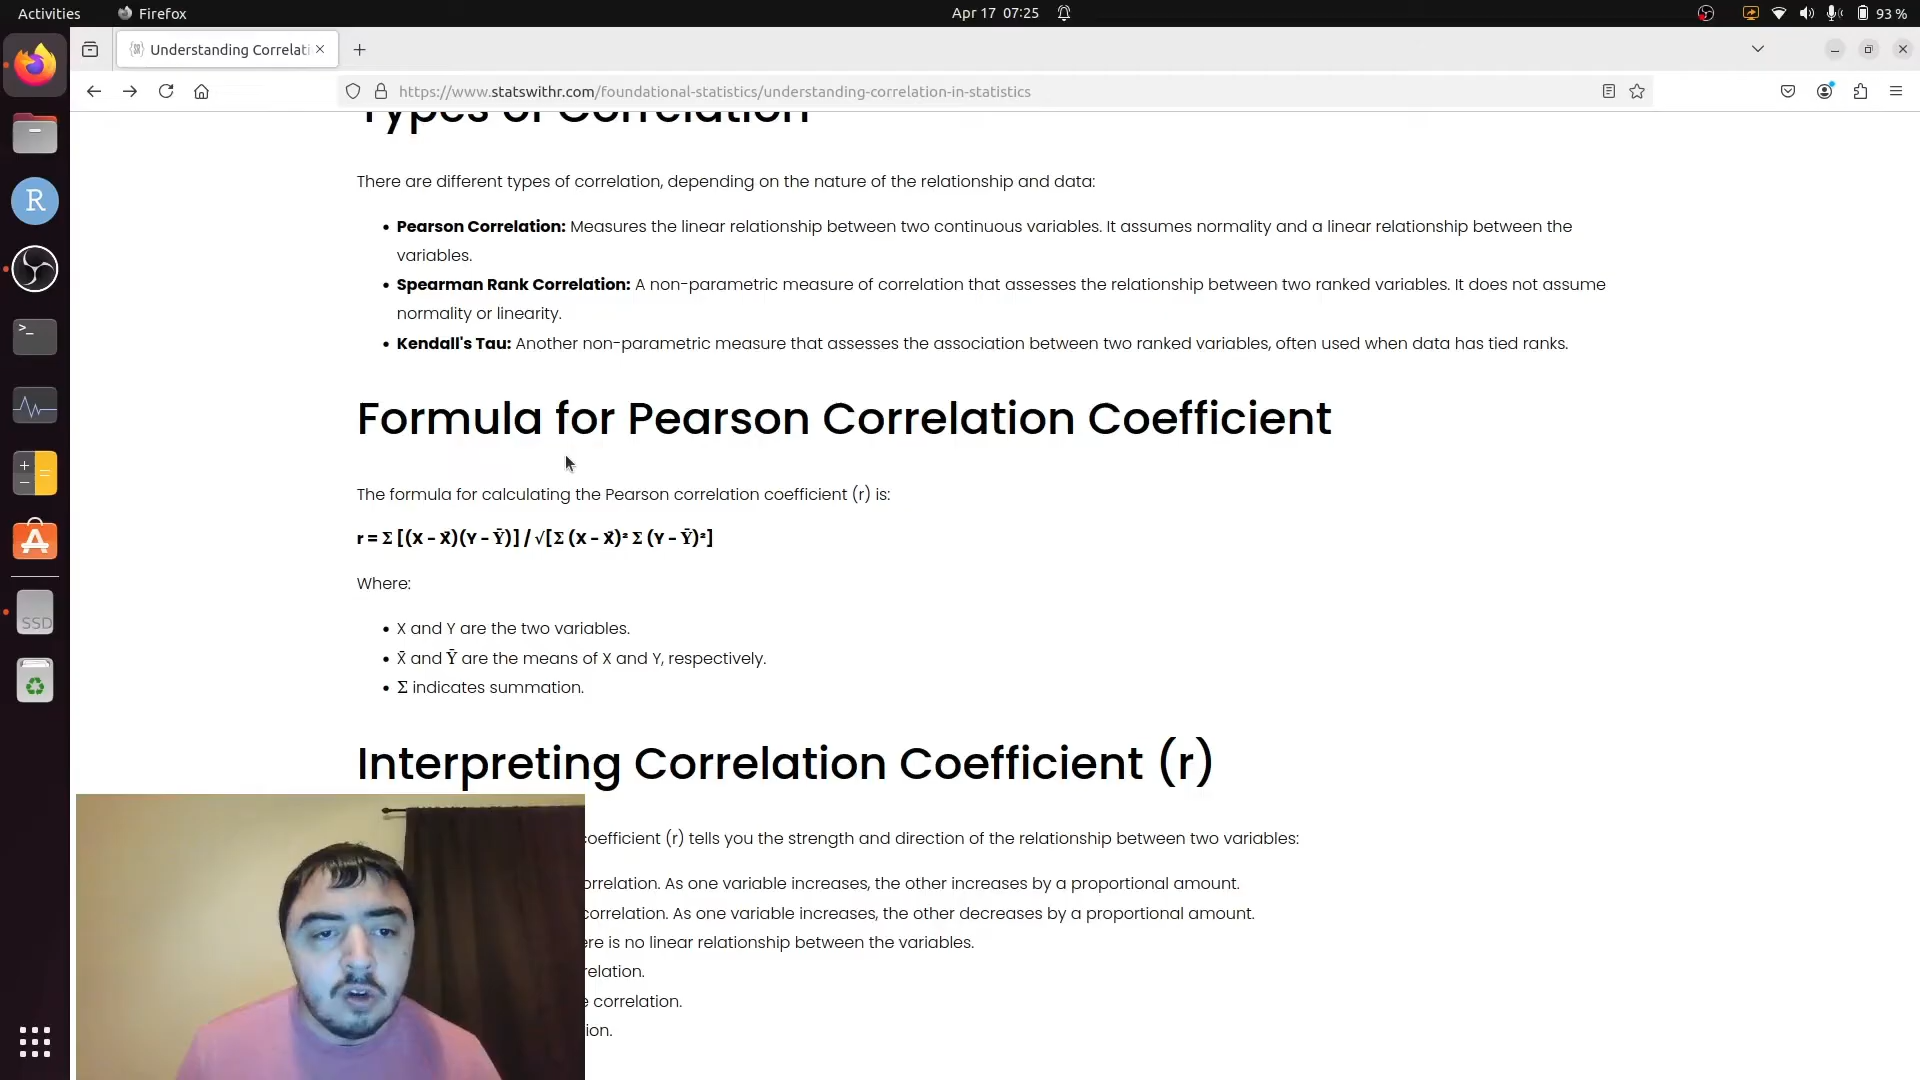 Activities
Firefox
Apr 17 07:25
93 %
Understanding Correlati
https://www.statswithr.com/foundational-statistics/understanding-correlation-in-statistics
Types of Correlation
There are different types of correlation, depending on the nature of the relationship and data:
• Pearson Correlation: Measures the linear relationship between two continuous variables. It assumes normality and a linear relationship between the
variables.
• Spearman Rank Correlation: A non-parametric measure of correlation that assesses the relationship between two ranked variables. It does not assume
normality or linearity.
• Kendall's Tau: Another non-parametric measure that assesses the association between two ranked variables, often used when data has tied ranks.
Formula for Pearson Correlation Coefficient
The formula for calculating the Pearson correlation coefficient (r) is:
r = Σ [(X − X̄)(Y − Ȳ)] / √[Σ (X − X̄)² Σ (Y − Ȳ)²]
Where:
• X and Y are the two variables.
• X̄ and Ȳ are the means of X and Y, respectively.
• Σ indicates summation.
Interpreting Correlation Coefficient (r)
oefficient (r) tells you the strength and direction of the relationship between two variables:
orrelation. As one variable increases, the other increases by a proportional amount.
correlation. As one variable increases, the other decreases by a proportional amount.
ere is no linear relationship between the variables.
relation.
e correlation.
ion.
R
>_
SSD